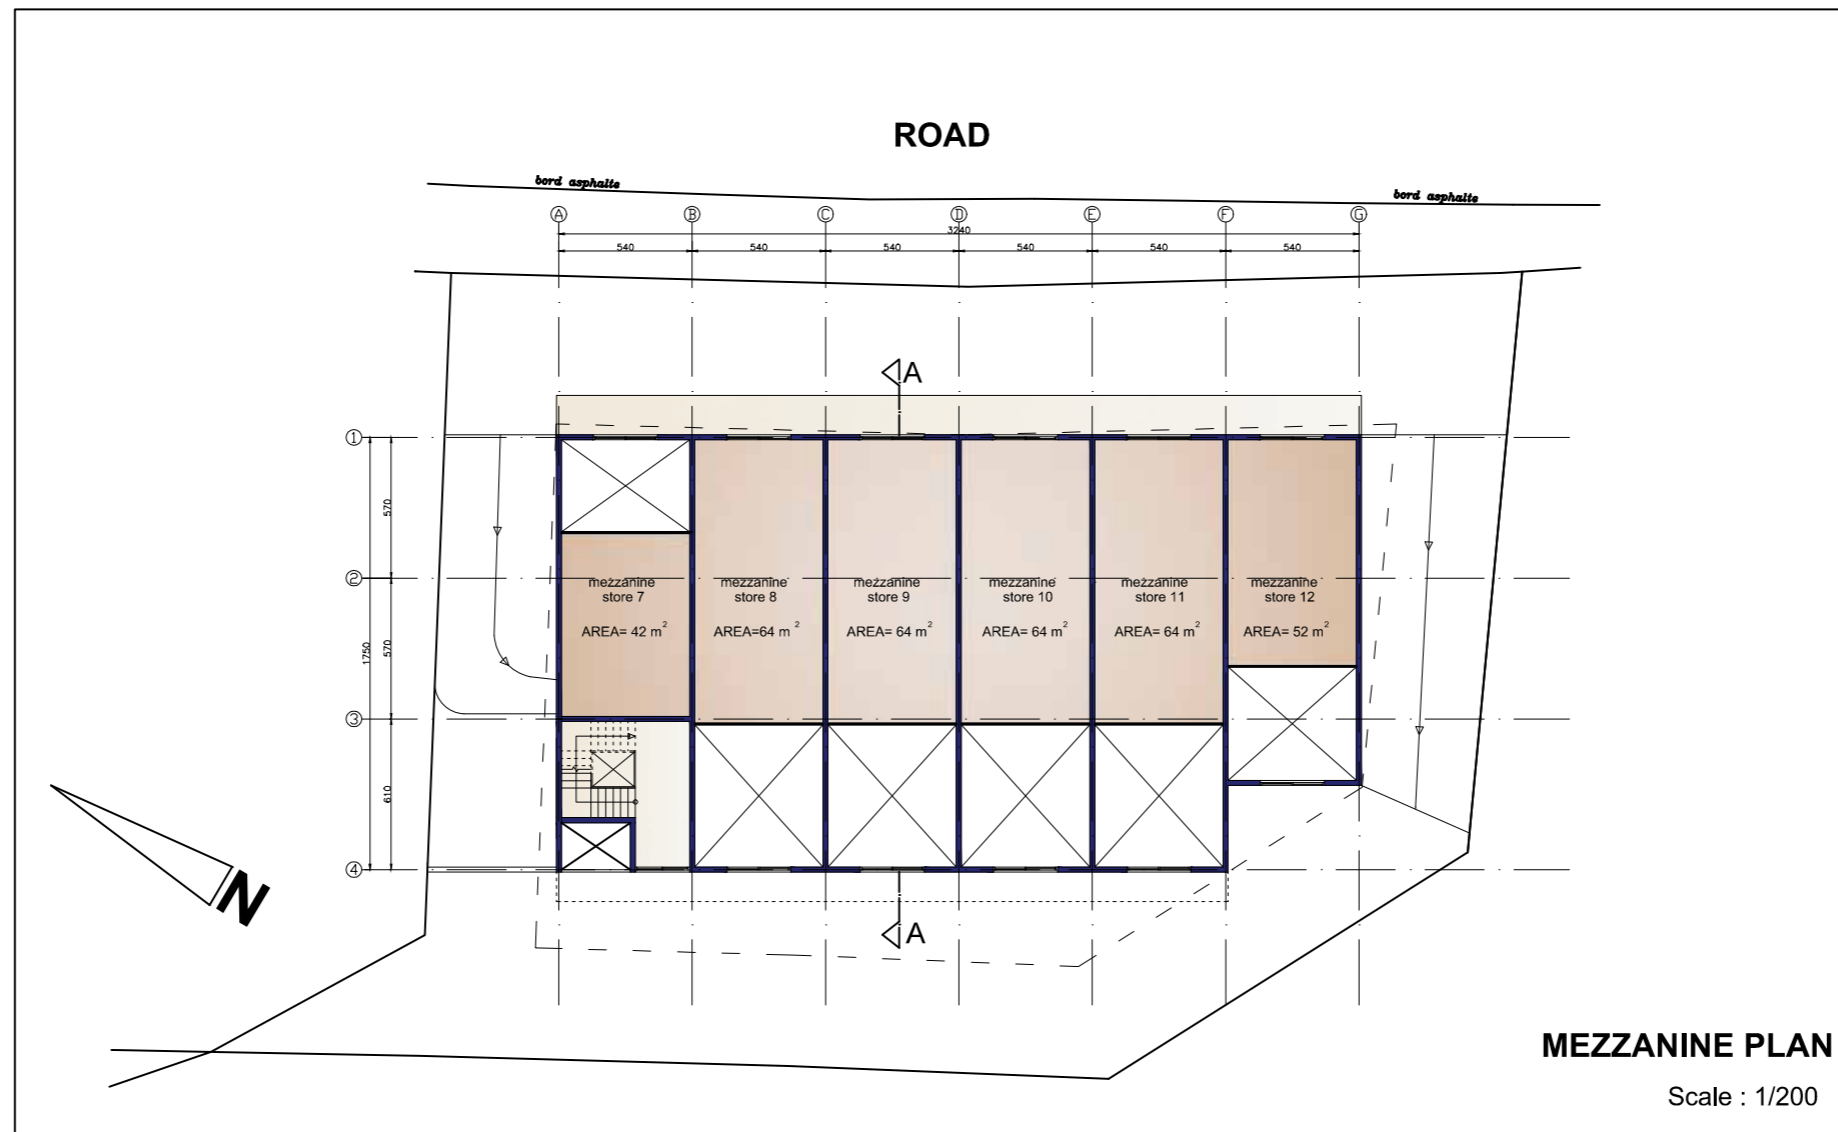 ROAD
bord asphalte
bord asphalte
A B C D E F G
3240
540 540 540 540 540 540
A
1
570
2
mezzanine
store 7
AREA= 42 m²
mezzanine
store 8
AREA=64 m²
mezzanine
store 9
AREA= 64 m²
mezzanine
store 10
AREA= 64 m²
mezzanine
store 11
AREA= 64 m²
mezzanine
store 12
AREA= 52 m²
1750
570
3
610
4
N
A
MEZZANINE PLAN
Scale : 1/200